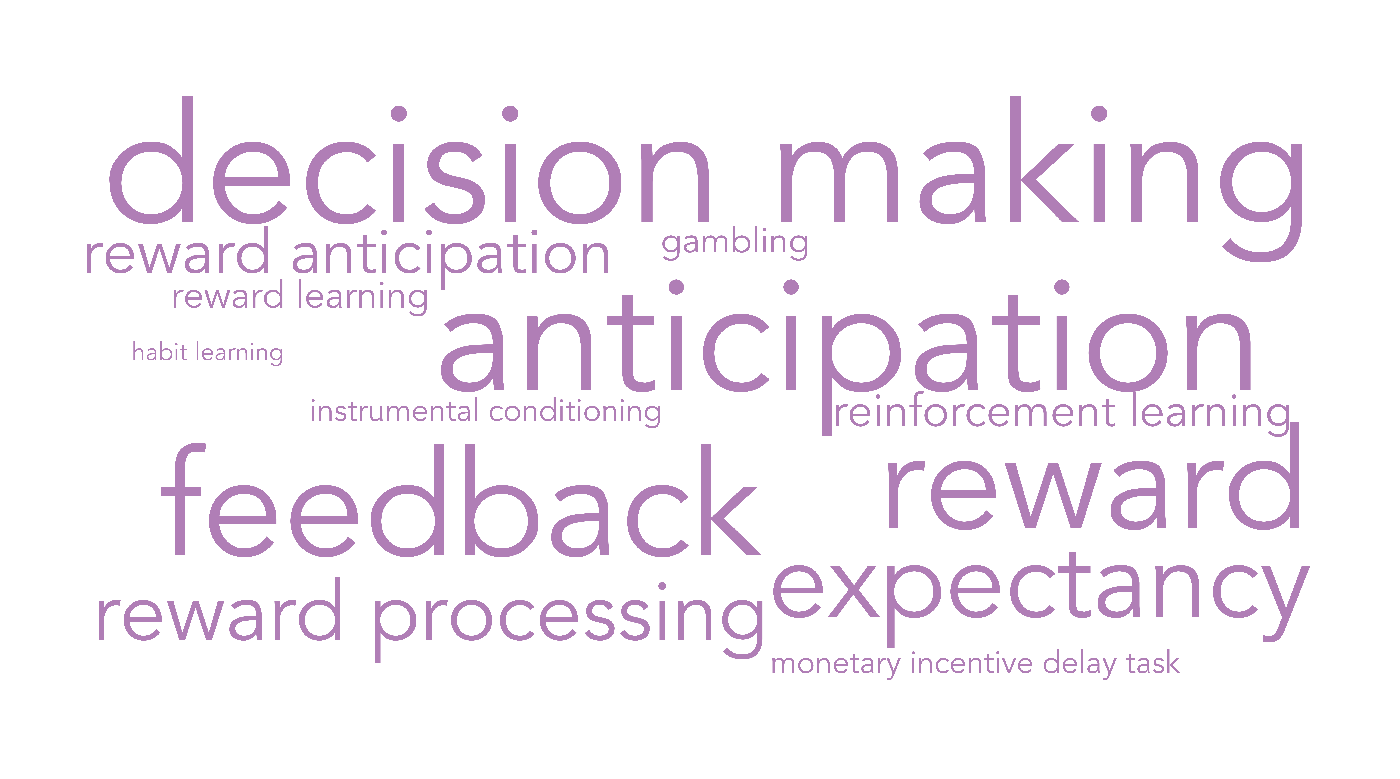 decision making
reward anticipation
gambling
reward learning
anticipation
habit learning
instrumental conditioning
reinforcement learning
feedback
reward
expectancy
reward processing
monetary incentive delay task